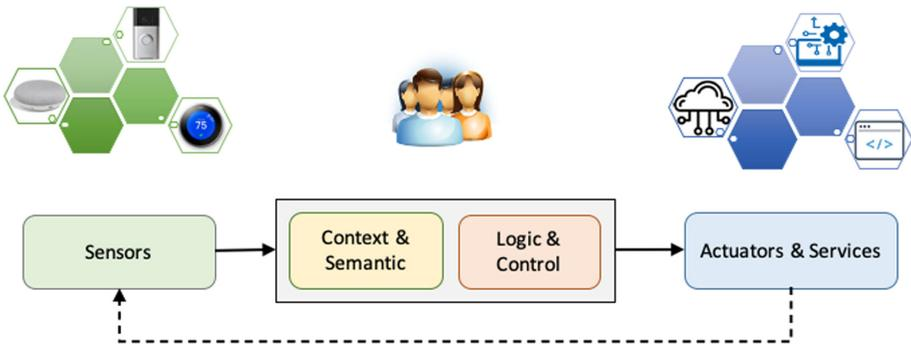 75
</>
Sensors
Context &
Semantic
Logic &
Control
Actuators & Services